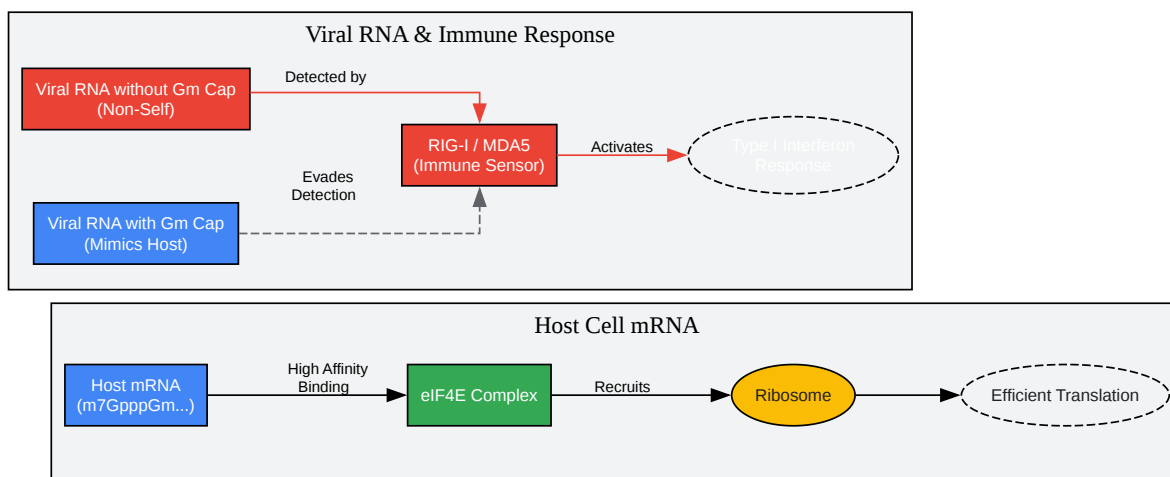 Viral RNA & Immune Response
Viral RNA without Gm Cap
(Non-Self)
Detected by
RIG-I / MDA5
(Immune Sensor)
Activates
Type I Interferon
Response
Evades
Detection
Viral RNA with Gm Cap
(Mimics Host)
Host Cell mRNA
Host mRNA
(m7GpppGm...)
High Affinity
Binding
eIF4E Complex
Recruits
Ribosome
Efficient Translation